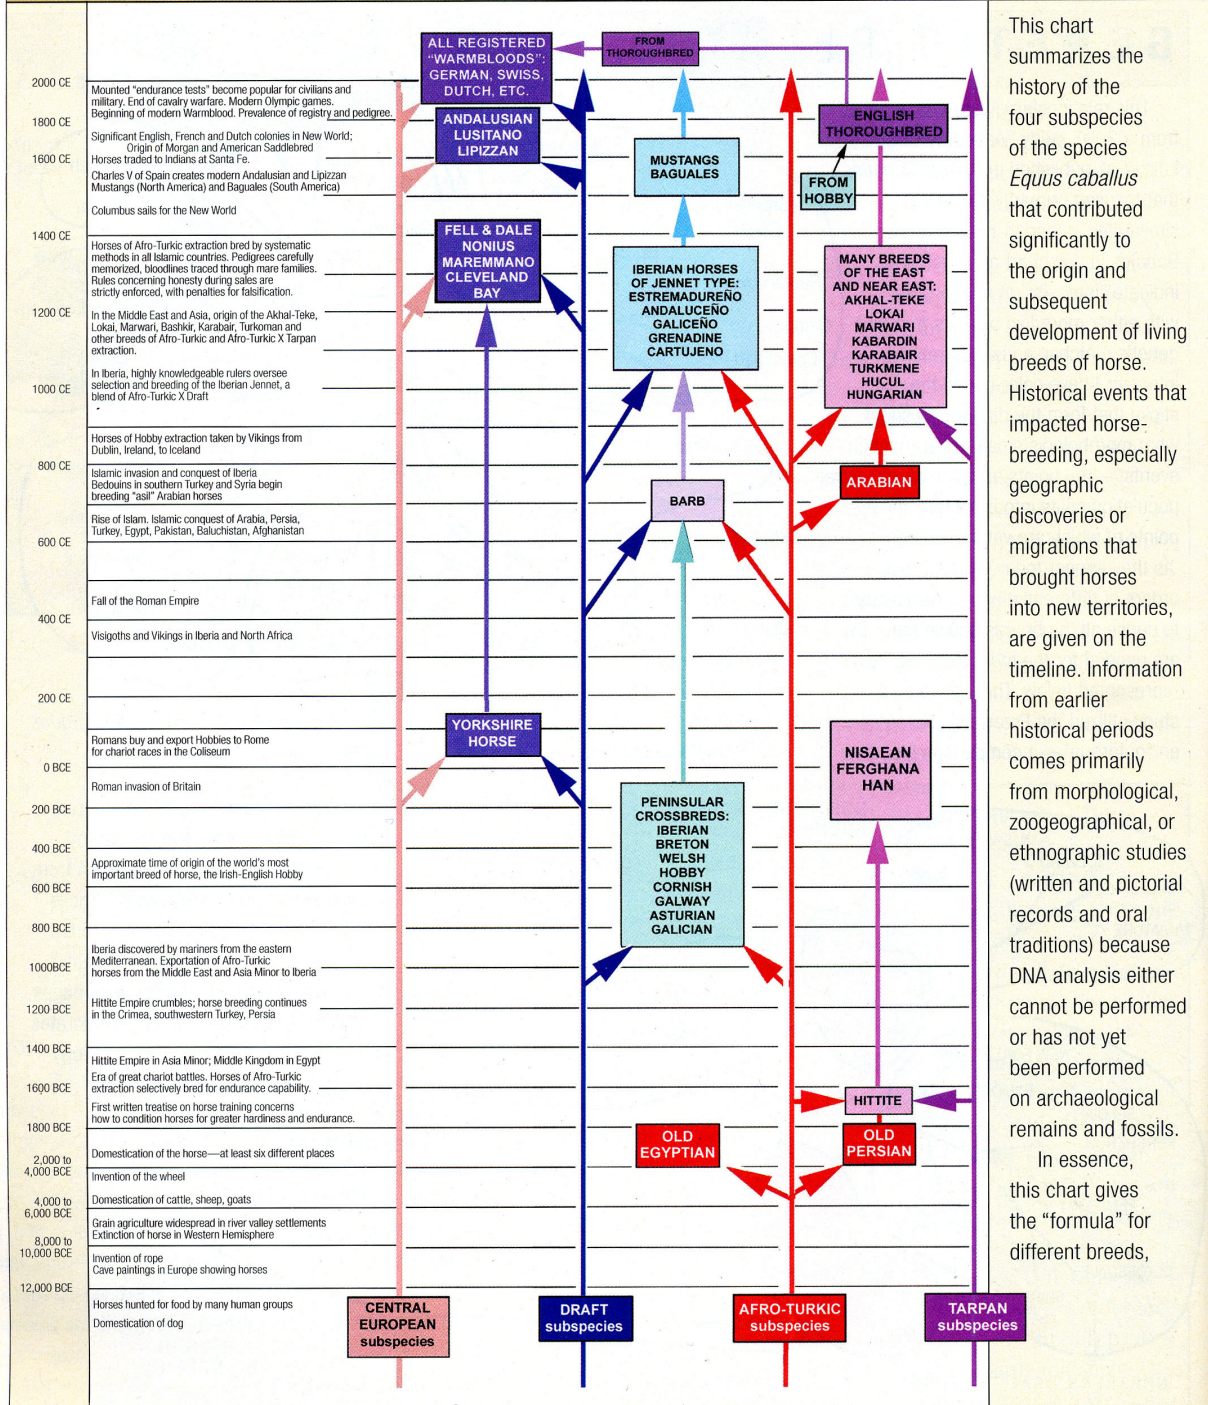 ALL REGISTERED
"WARMBLOODS":
GERMAN, SWISS,
DUTCH, ETC.
FROM
THOROUGHBRED
2000 CE
Mounted "endurance tests" become popular for civilians and
military. End of cavalry warfare. Modern Olympic games.
Beginning of modern Warmblood. Prevalence of registry and pedigree.
1800 CE
ANDALUSIAN
LUSITANO
LIPIZZAN
ENGLISH
THOROUGHBRED
Significant English, French and Dutch colonies in New World;
Origin of Morgan and American Saddlebred
1600 CE
Horses traded to Indians at Santa Fe.
MUSTANGS
BAGUALES
FROM
HOBBY
Charles V of Spain creates modern Andalusian and Lipizzan
Mustangs (North America) and Baguales (South America)
Columbus sails for the New World
1400 CE
FELL & DALE
NONIUS
MAREMMANO
CLEVELAND
BAY
Horses of Afro-Turkic extraction bred by systematic
methods in all Islamic countries. Pedigrees carefully
memorized, bloodlines traced through mare families.
Rules concerning honesty during sales are
strictly enforced, with penalties for falsification.
IBERIAN HORSES
OF JENNET TYPE:
ESTREMADUREÑO
ANDALUCEÑO
GALICEÑO
GRENADINE
CARTUJENO
MANY BREEDS
OF THE EAST
AND NEAR EAST:
AKHAL-TEKE
LOKAI
MARWARI
KABARDIN
KARABAIR
TURKMENE
HUCUL
HUNGARIAN
1200 CE
In the Middle East and Asia, origin of the Akhal-Teke,
Lokai, Marwari, Bashkir, Karabair, Turkoman and
other breeds of Afro-Turkic and Afro-Turkic X Tarpan
extraction.
1000 CE
In Iberia, highly knowledgeable rulers oversee
selection and breeding of the Iberian Jennet, a
blend of Afro-Turkic X Draft
Horses of Hobby extraction taken by Vikings from
Dublin, Ireland, to Iceland
800 CE
Islamic invasion and conquest of Iberia
Bedouins in southern Turkey and Syria begin
breeding "asil" Arabian horses
BARB
ARABIAN
Rise of Islam. Islamic conquest of Arabia, Persia,
Turkey, Egypt, Pakistan, Baluchistan, Afghanistan
600 CE
Fall of the Roman Empire
400 CE
Visigoths and Vikings in Iberia and North Africa
200 CE
YORKSHIRE
HORSE
Romans buy and export Hobbies to Rome
for chariot races in the Coliseum
NISAEAN
FERGHANA
HAN
0 BCE
Roman invasion of Britain
200 BCE
PENINSULAR
CROSSBREDS:
IBERIAN
BRETON
WELSH
HOBBY
CORNISH
GALWAY
ASTURIAN
GALICIAN
400 BCE
Approximate time of origin of the world's most
important breed of horse, the Irish-English Hobby
600 BCE
800 BCE
Iberia discovered by mariners from the eastern
Mediterranean. Exportation of Afro-Turkic
horses from the Middle East and Asia Minor to Iberia
1000BCE
Hittite Empire crumbles; horse breeding continues
in the Crimea, southwestern Turkey, Persia
1200 BCE
1400 BCE
Hittite Empire in Asia Minor; Middle Kingdom in Egypt
Era of great chariot battles. Horses of Afro-Turkic
extraction selectively bred for endurance capability.
1600 BCE
HITTITE
First written treatise on horse training concerns
how to condition horses for greater hardiness and endurance.
1800 BCE
OLD
EGYPTIAN
OLD
PERSIAN
Domestication of the horse—at least six different places
2,000 to
4,000 BCE
Invention of the wheel
Domestication of cattle, sheep, goats
4,000 to
6,000 BCE
Grain agriculture widespread in river valley settlements
Extinction of horse in Western Hemisphere
8,000 to
10,000 BCE
Invention of rope
Cave paintings in Europe showing horses
12,000 BCE
Horses hunted for food by many human groups
Domestication of dog
CENTRAL
EUROPEAN
subspecies
DRAFT
subspecies
AFRO-TURKIC
subspecies
TARPAN
subspecies
This chart
summarizes the
history of the
four subspecies
of the species
Equus caballus
that contributed
significantly to
the origin and
subsequent
development of living
breeds of horse.
Historical events that
impacted horse-
breeding, especially
geographic
discoveries or
migrations that
brought horses
into new territories,
are given on the
timeline. Information
from earlier
historical periods
comes primarily
from morphological,
zoogeographical, or
ethnographic studies
(written and pictorial
records and oral
traditions) because
DNA analysis either
cannot be performed
or has not yet
been performed
on archaeological
remains and fossils.
In essence,
this chart gives
the "formula" for
different breeds,